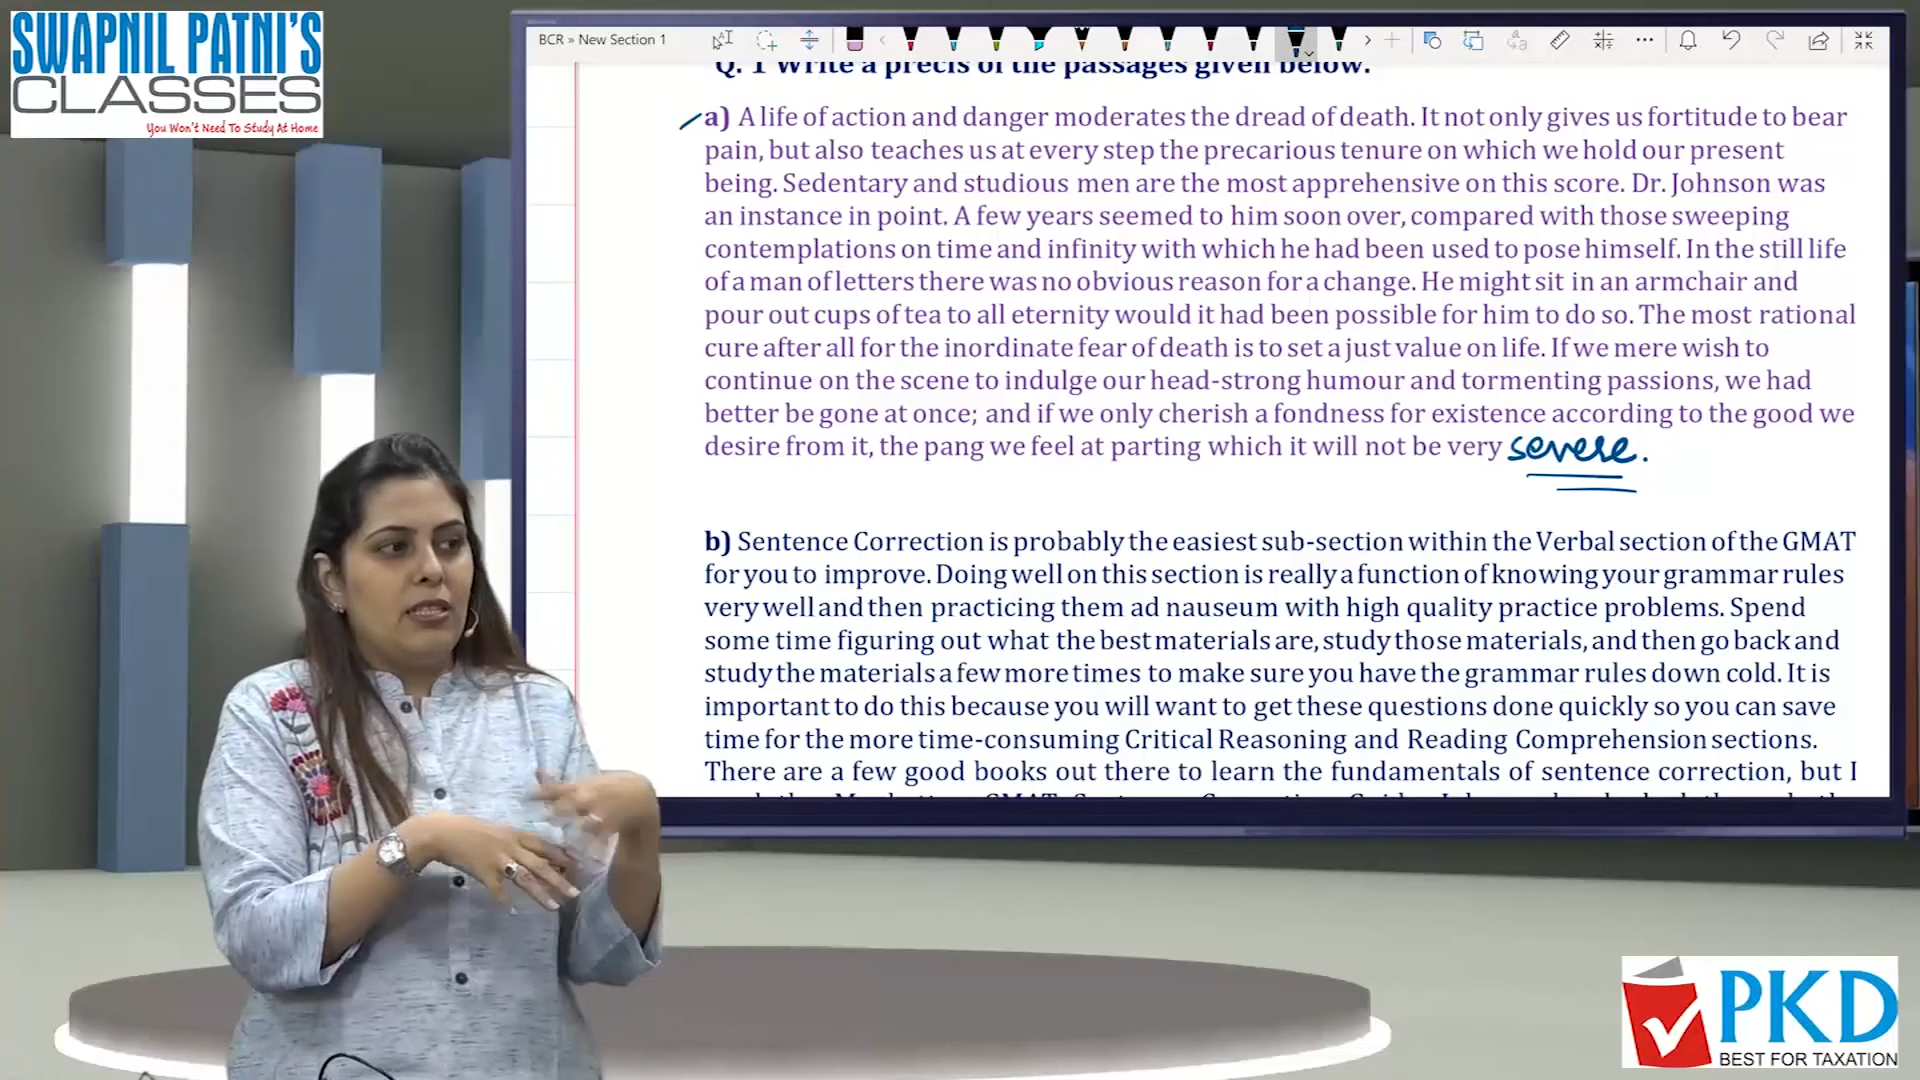 SWAPNIL PATNI'S
CLASSES
You Won't Need To Study At Home
BCR » New Section 1
Q. 1 Write a precis of the passages given below.
a) A life of action and danger moderates the dread of death. It not only gives us fortitude to bear
pain, but also teaches us at every step the precarious tenure on which we hold our present
being. Sedentary and studious men are the most apprehensive on this score. Dr. Johnson was
an instance in point. A few years seemed to him soon over, compared with those sweeping
contemplations on time and infinity with which he had been used to pose himself. In the still life
of a man of letters there was no obvious reason for a change. He might sit in an armchair and
pour out cups of tea to all eternity would it had been possible for him to do so. The most rational
cure after all for the inordinate fear of death is to set a just value on life. If we mere wish to
continue on the scene to indulge our head-strong humour and tormenting passions, we had
better be gone at once; and if we only cherish a fondness for existence according to the good we
desire from it, the pang we feel at parting which it will not be very severe.
b) Sentence Correction is probably the easiest sub-section within the Verbal section of the GMAT
for you to improve. Doing well on this section is really a function of knowing your grammar rules
very well and then practicing them ad nauseum with high quality practice problems. Spend
some time figuring out what the best materials are, study those materials, and then go back and
study the materials a few more times to make sure you have the grammar rules down cold. It is
important to do this because you will want to get these questions done quickly so you can save
time for the more time-consuming Critical Reasoning and Reading Comprehension sections.
There are a few good books out there to learn the fundamentals of sentence correction, but I
PKD
BEST FOR TAXATION